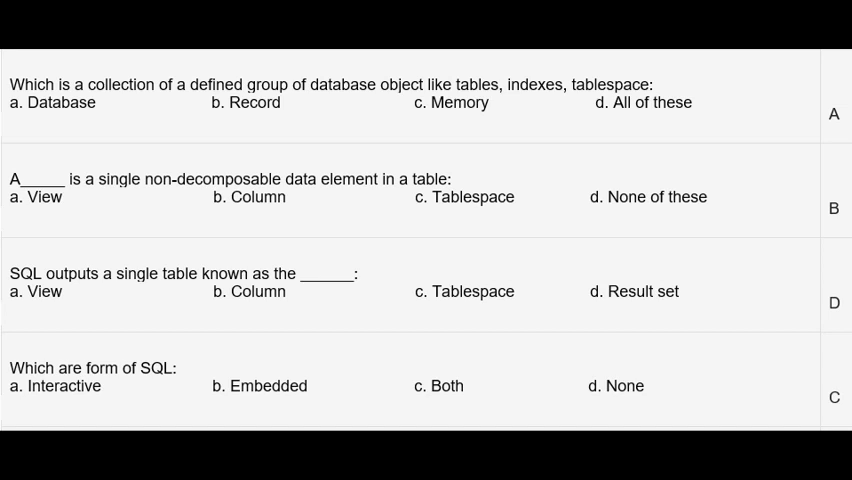 Which is a collection of a defined group of database object like tables, indexes, tablespace:
a. Database b. Record c. Memory d. All of these
A
A_____ is a single non-decomposable data element in a table:
a. View b. Column c. Tablespace d. None of these
B
SQL outputs a single table known as the ______:
a. View b. Column c. Tablespace d. Result set
D
Which are form of SQL:
a. Interactive b. Embedded c. Both d. None
C